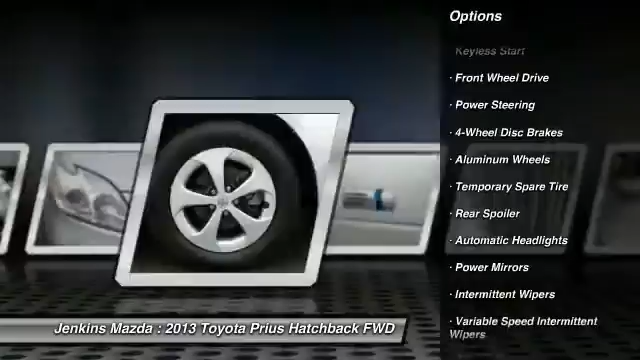 Options
Keyless Start
· Front Wheel Drive
· Power Steering
· 4-Wheel Disc Brakes
· Aluminum Wheels
· Temporary Spare Tire
· Rear Spoiler
· Automatic Headlights
· Power Mirrors
· Intermittent Wipers
· Variable Speed Intermittent
Wipers
Jenkins Mazda : 2013 Toyota Prius Hatchback FWD